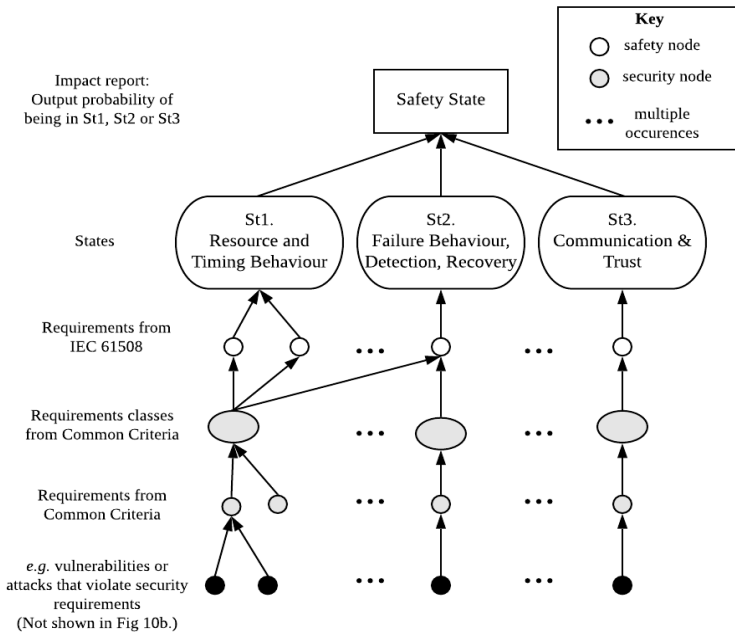 Key
safety node
security node
multiple
occurences
Impact report:
Output probability of
being in St1, St2 or St3
Safety State
States
St1.
Resource and
Timing Behaviour
St2.
Failure Behaviour,
Detection, Recovery
St3.
Communication &
Trust
Requirements from
IEC 61508
Requirements classes
from Common Criteria
Requirements from
Common Criteria
e.g. vulnerabilities or
attacks that violate security
requirements
(Not shown in Fig 10b.)